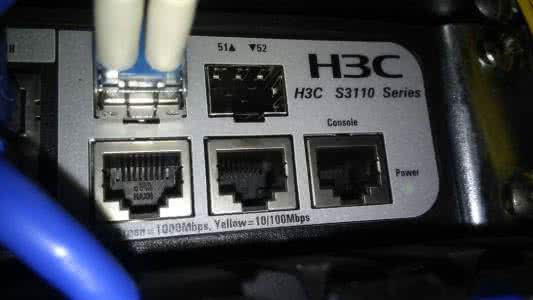 51▲ ▼52
H3C
H3C S3110 Series
Console
Power
=1000Mbps, Yellow=10/100Mbps